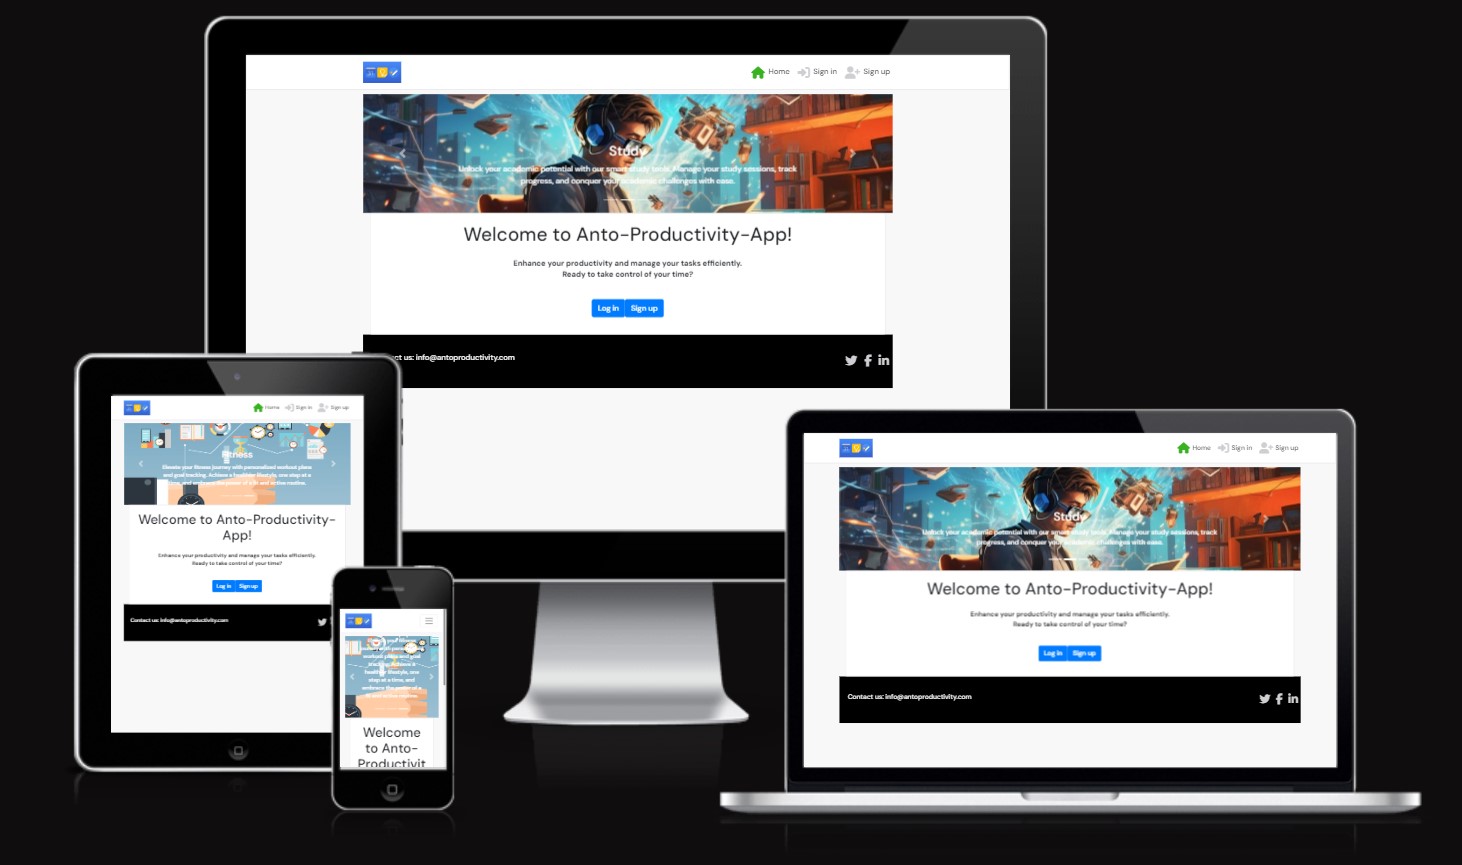 Home Sign in Sign up
Study
Unlock your academic potential with our smart study tools. Manage your study sessions, track
progress, and conquer your academic challenges with ease.
Welcome to Anto-Productivity-App!
Enhance your productivity and manage your tasks efficiently.
Ready to take control of your time?
Log in Sign up
ct us: info@antoproductivity.com
Home Sign in Sign up
Fitness
Elevate your fitness journey with personalized workout plans
and goal tracking. Achieve a healthier lifestyle, one step at a
time, and embrace the power of a fit and active routine.
Welcome to Anto-Productivity-
App!
Enhance your productivity and manage your tasks efficiently.
Ready to take control of your time?
Log in Sign up
Contact us: info@antoproductivity.com
journey with
workout plans and goal
tracking. Achieve a
healthier lifestyle, one
step at a time, and
embrace the power of a
fit and active routine.
Welcome
to Anto-
Productivit
Home Sign in Sign up
Study
Unlock your academic potential with our smart study tools. Manage your study sessions, track
progress, and conquer your academic challenges with ease.
Welcome to Anto-Productivity-App!
Enhance your productivity and manage your tasks efficiently.
Ready to take control of your time?
Log in Sign up
Contact us: info@antoproductivity.com